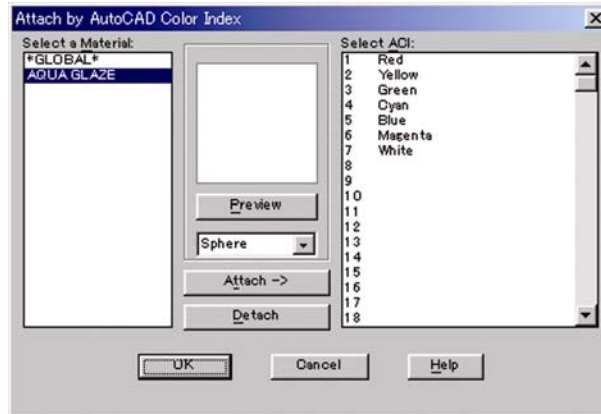 Attach by AutoCAD Color Index
Select a Material:
*GLOBAL*
AQUA GLAZE
Preview
Sphere
Attach ->
Detach
Select ACI:
1 Red
2 Yellow
3 Green
4 Cyan
5 Blue
6 Magenta
7 White
8
9
10
11
12
13
14
15
16
17
18
OK
Cancel
Help